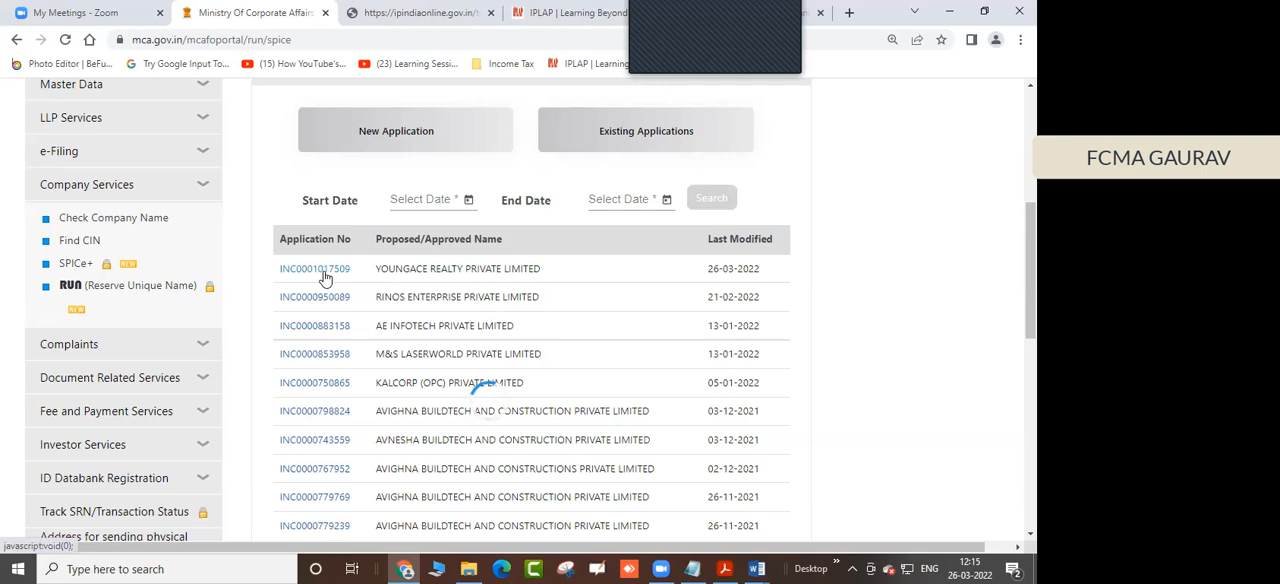 My Meetings - Zoom
Ministry Of Corporate Affairs
https://ipindiaonline.gov.in/
IPLAP | Learning Beyond
mca.gov.in/mcafoportal/run/spice
Photo Editor | BeFu...
Try Google Input To...
(15) How YouTube's...
(23) Learning Sessi...
Income Tax
IPLAP | Learning
Master Data
LLP Services
e-Filing
Company Services
Check Company Name
Find CIN
SPICe+ NEW
RUN (Reserve Unique Name)
NEW
Complaints
Document Related Services
Fee and Payment Services
Investor Services
ID Databank Registration
Track SRN/Transaction Status
Address for sending physical
javascript:void(0);
New Application
Existing Applications
Start Date Select Date * End Date Select Date * Search
Application No Proposed/Approved Name Last Modified
INC0001017509 YOUNGACE REALTY PRIVATE LIMITED 26-03-2022
INC0000950089 RINOS ENTERPRISE PRIVATE LIMITED 21-02-2022
INC0000883158 AE INFOTECH PRIVATE LIMITED 13-01-2022
INC0000853958 M&S LASERWORLD PRIVATE LIMITED 13-01-2022
INC0000750865 KALCORP (OPC) PRIVATE LIMITED 05-01-2022
INC0000798824 AVIGHNA BUILDTECH AND CONSTRUCTION PRIVATE LIMITED 03-12-2021
INC0000743559 AVNESHA BUILDTECH AND CONSTRUCTION PRIVATE LIMITED 03-12-2021
INC0000767952 AVIGHNA BUILDTECH AND CONSTRUCTIONS PRIVATE LIMITED 02-12-2021
INC0000779769 AVIGHNA BUILDTECH AND CONSTRUCTION PRIVATE LIMITED 26-11-2021
INC0000779239 AVIGHNA BUILDTECH AND CONSTRUCTION PRIVATE LIMITED 26-11-2021
FCMA GAURAV
Type here to search
Desktop
ENG
12:15
26-03-2022
2